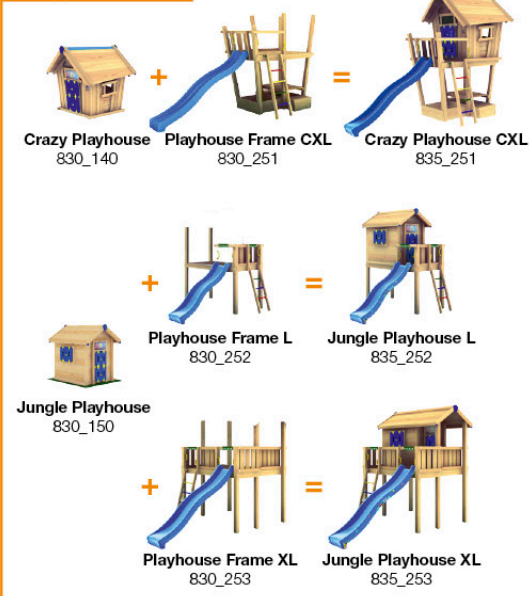 +
=
Crazy Playhouse
830_140
Playhouse Frame CXL
830_251
Crazy Playhouse CXL
835_251
+
=
Playhouse Frame L
830_252
Jungle Playhouse L
835_252
Jungle Playhouse
830_150
+
=
Playhouse Frame XL
830_253
Jungle Playhouse XL
835_253